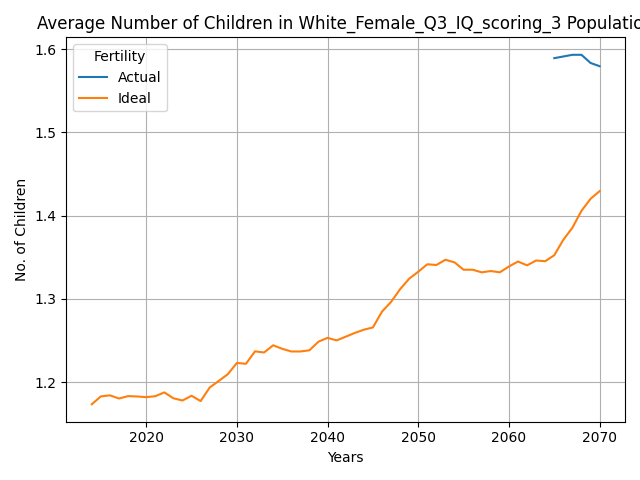 Average Number of Children in White_Female_Q3_IQ_scoring_3 Populatio
Fertility
Actual
Ideal
1.6
1.5
1.4
1.3
1.2
No. of Children
2020 2030 2040 2050 2060 2070
Years